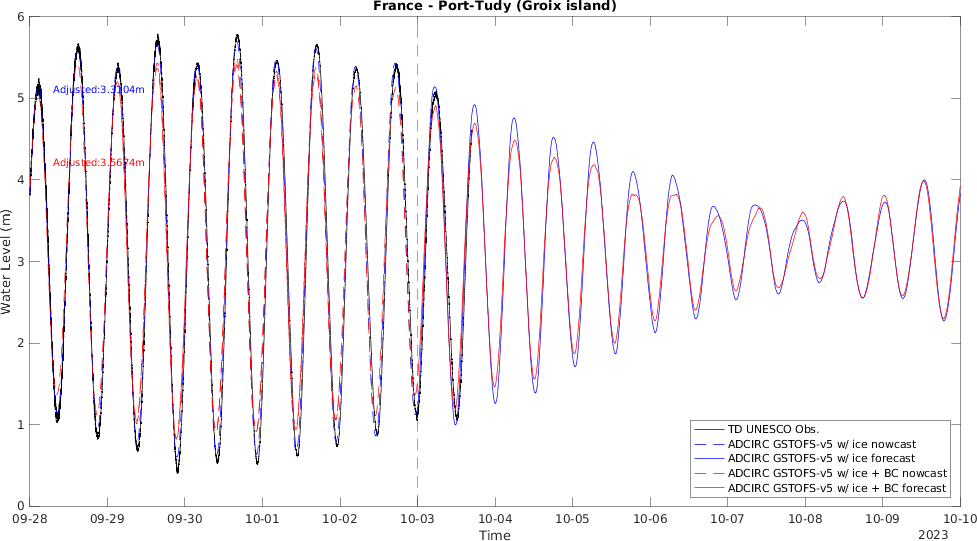 France - Port-Tudy (Groix island)
6
5
4
3
2
1
0
Water Level (m)
Adjusted:3.3104m
Adjusted:3.5674m
TD UNESCO Obs.
ADCIRC GSTOFS-v5 w/ ice nowcast
ADCIRC GSTOFS-v5 w/ ice forecast
ADCIRC GSTOFS-v5 w/ ice + BC nowcast
ADCIRC GSTOFS-v5 w/ ice + BC forecast
09-28 09-29 09-30 10-01 10-02 10-03 10-04 10-05 10-06 10-07 10-08 10-09 10-10
Time
2023